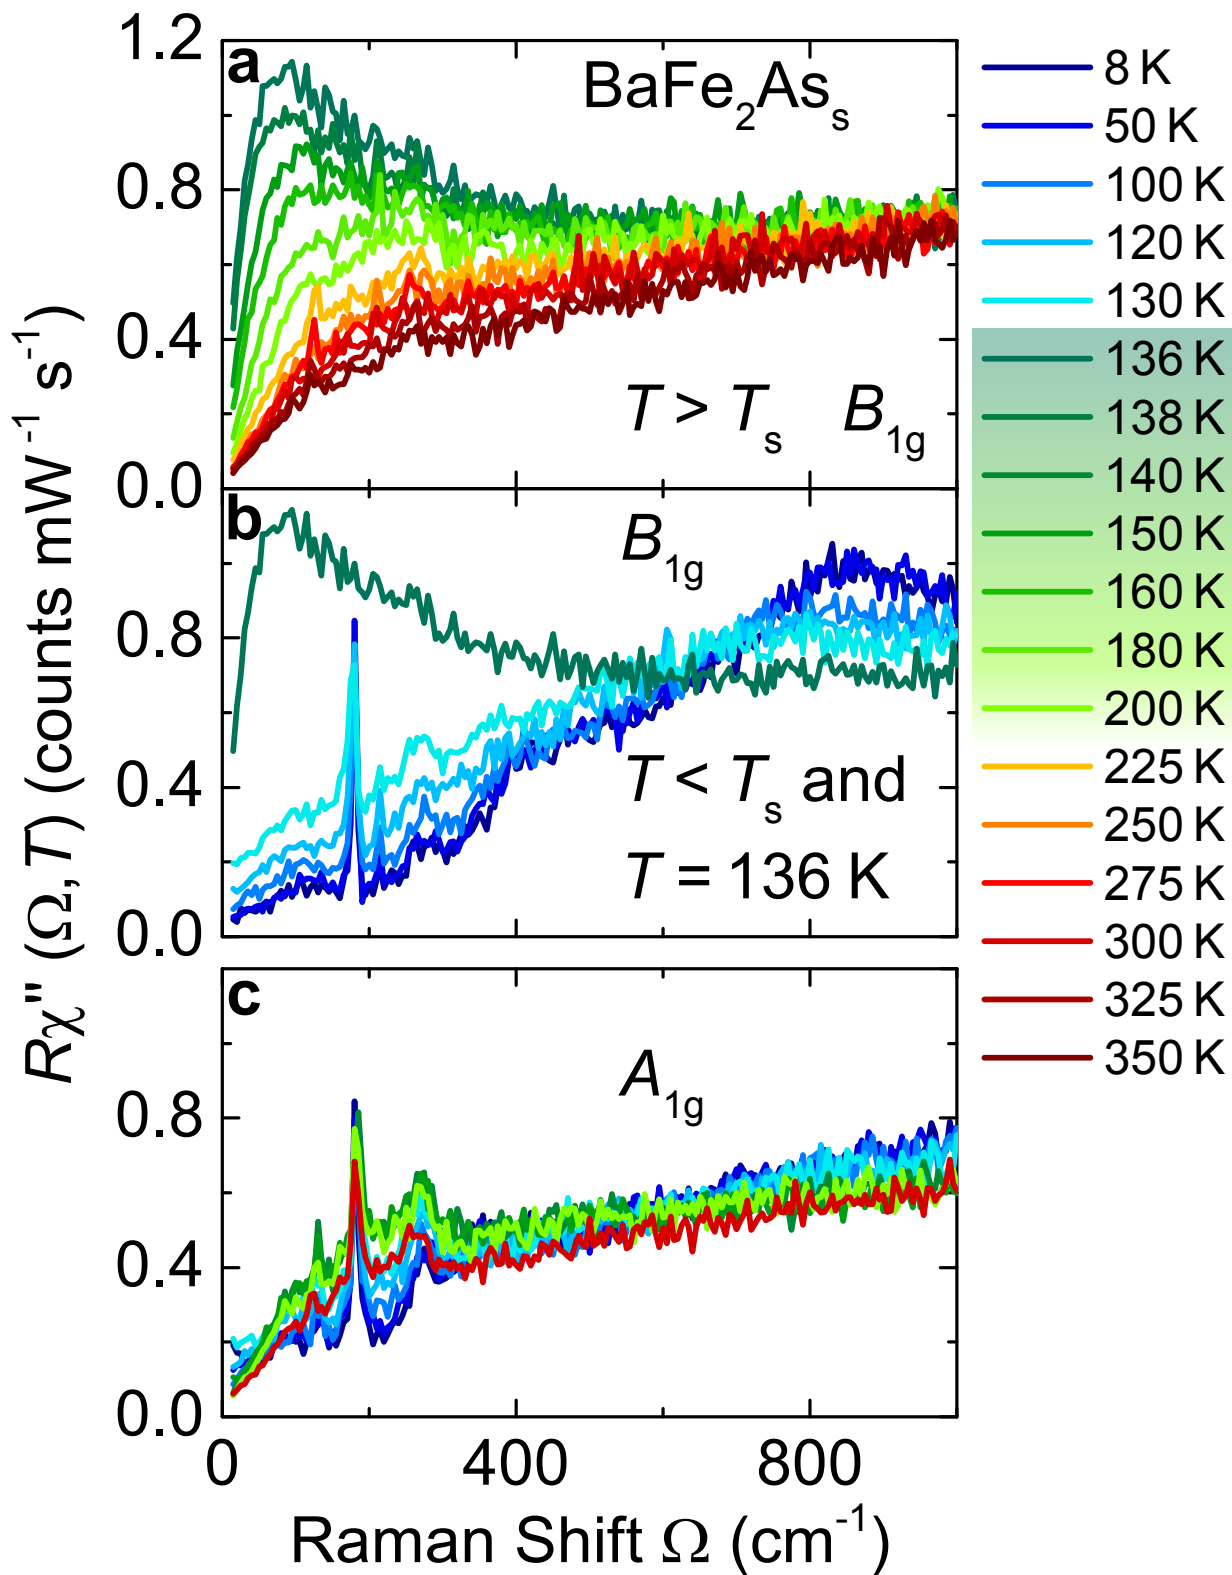 Rχ'' (Ω,T) (counts mW⁻¹ s⁻¹)
1.2
0.8
0.4
0.0
a
BaFe₂Asₛ
T > Tₛ B₁g
b
B₁g
0.8
0.4
0.0
T < Tₛ and
T = 136 K
c
A₁g
0.8
0.4
0.0
0 400 800
Raman Shift Ω (cm⁻¹)
8 K
50 K
100 K
120 K
130 K
136 K
138 K
140 K
150 K
160 K
180 K
200 K
225 K
250 K
275 K
300 K
325 K
350 K